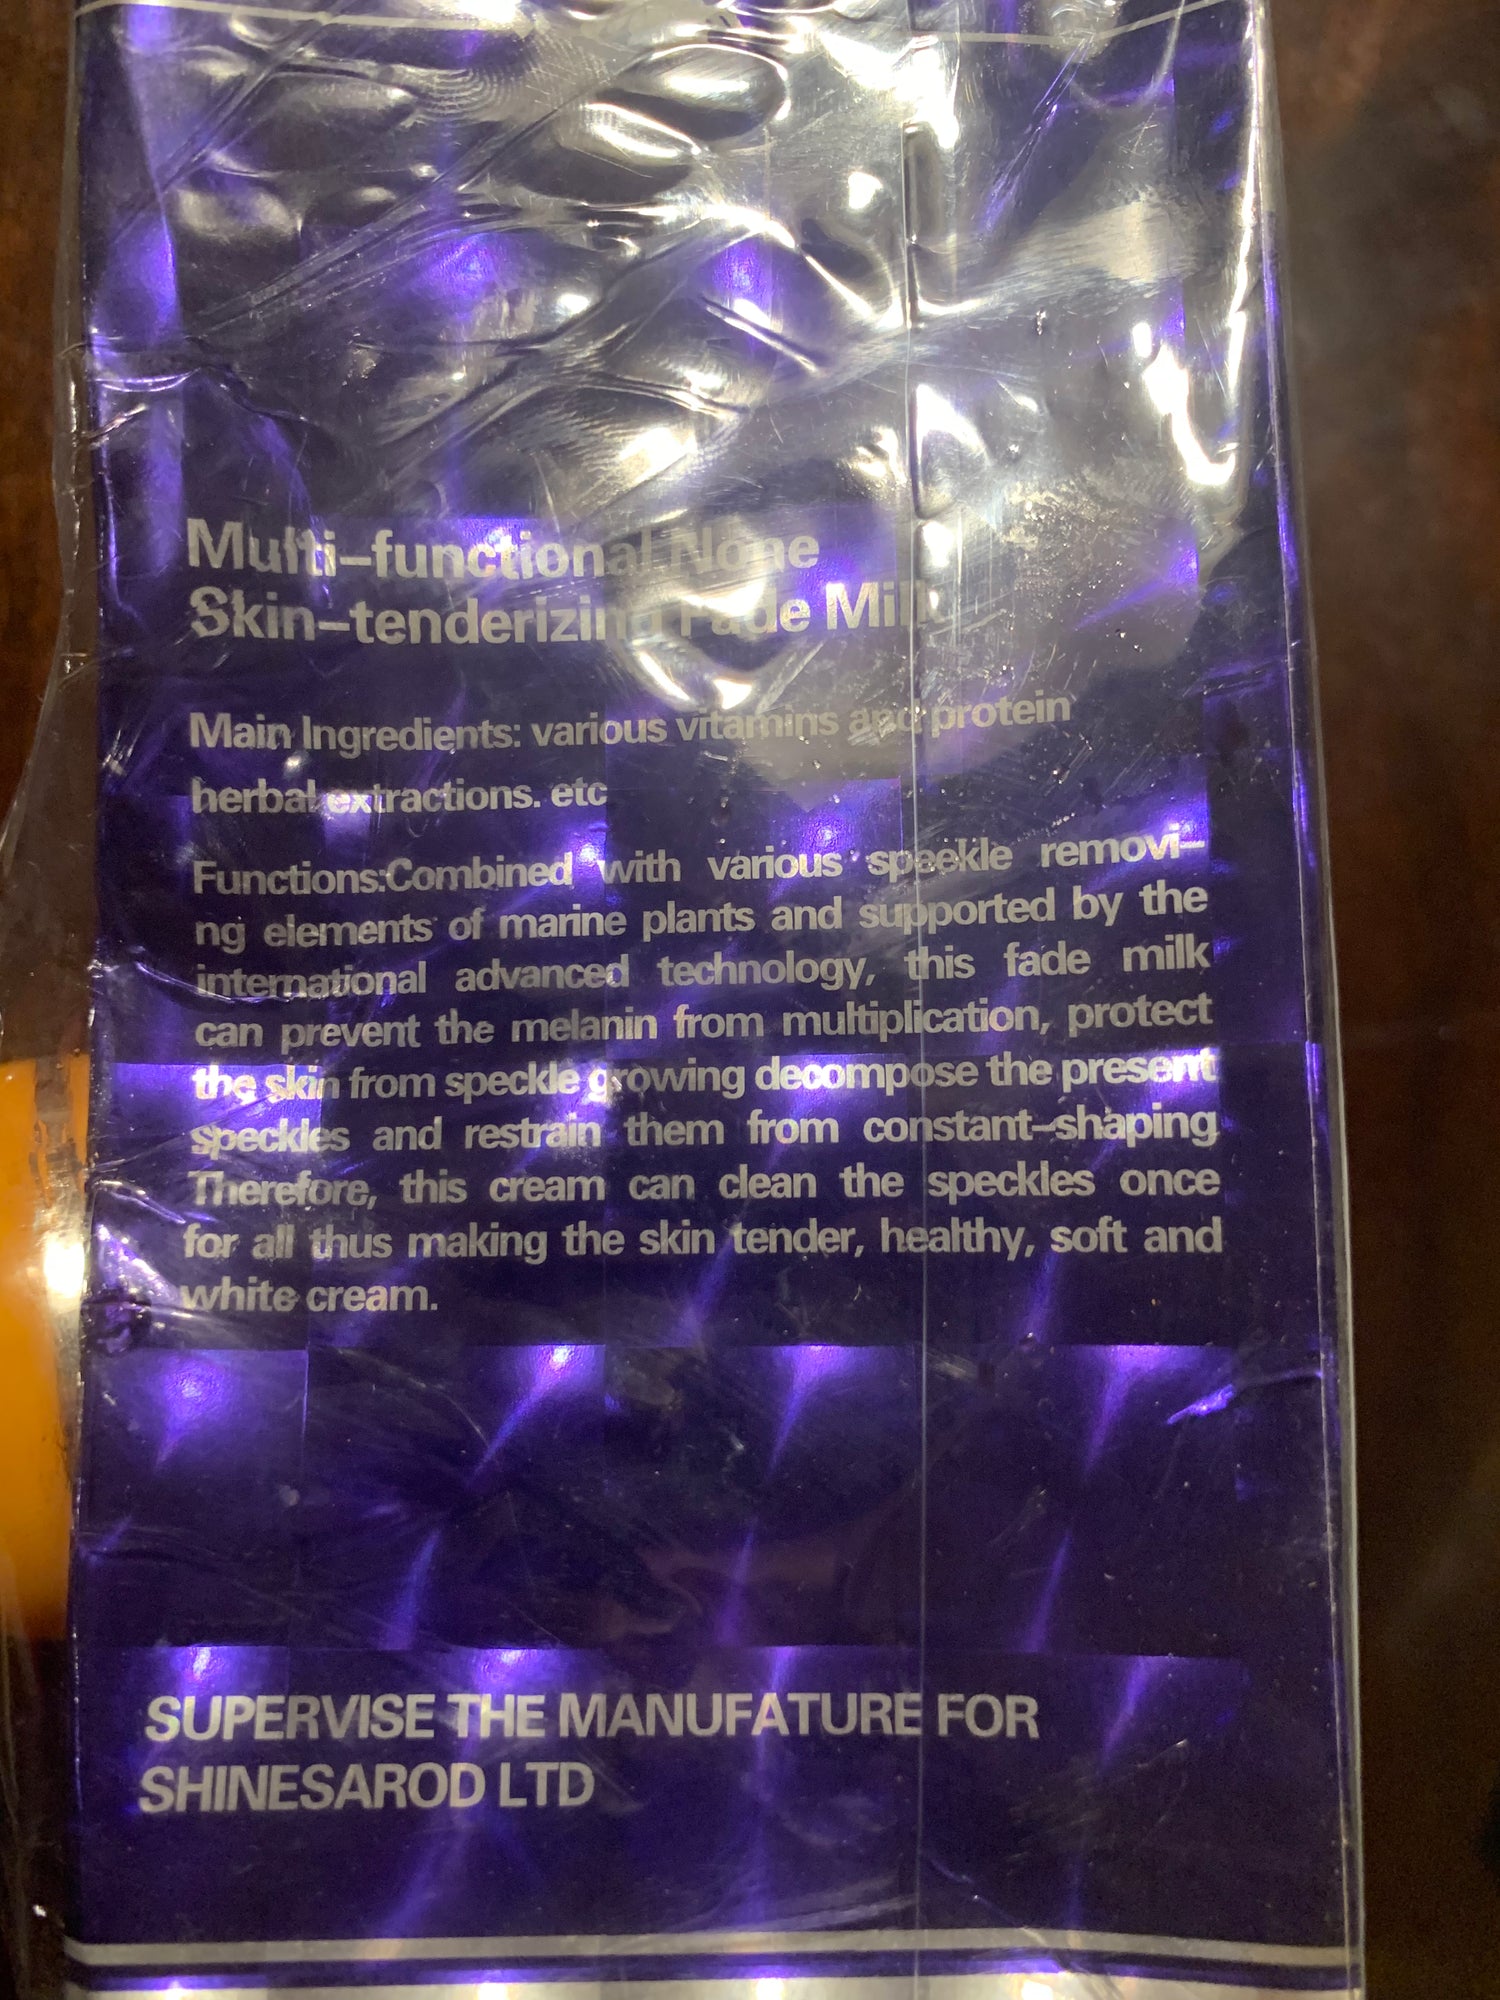 Multi-functional None
Skin-tenderizing Fade Milk
Main Ingredients: various vitamins and protein
herbal extractions. etc
Functions:Combined with various speekle removi-
ng elements of marine plants and supported by the
international advanced technology, this fade milk
can prevent the melanin from multiplication, protect
the skin from speckle growing decompose the present
speckles and restrain them from constant-shaping
Therefore, this cream can clean the speckles once
for all thus making the skin tender, healthy, soft and
white cream.
SUPERVISE THE MANUFATURE FOR
SHINESAROD LTD